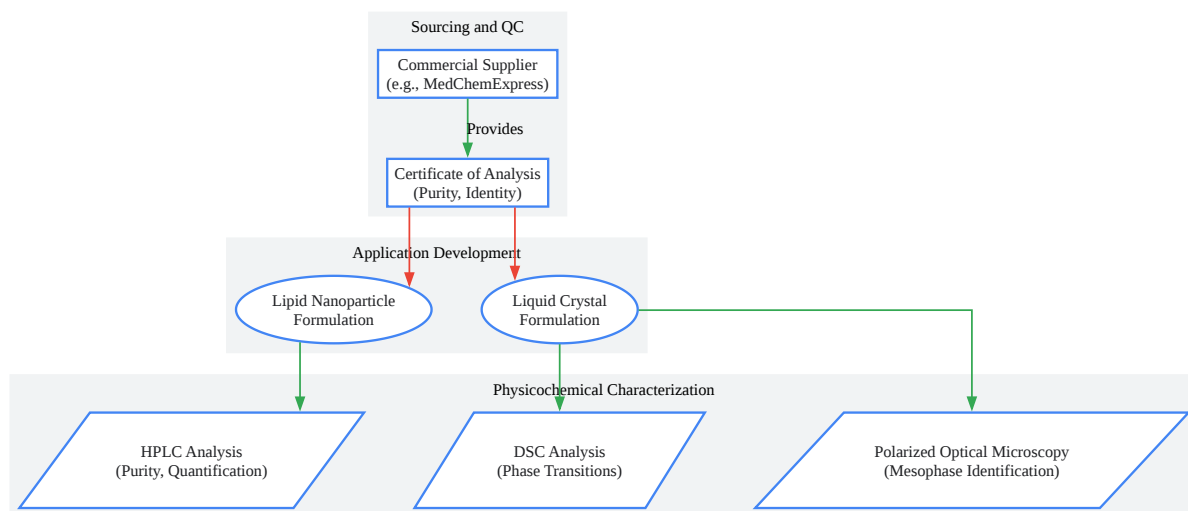 Sourcing and QC
Commercial Supplier
(e.g., MedChemExpress)
Provides
Certificate of Analysis
(Purity, Identity)
Application Development
Lipid Nanoparticle
Formulation
Liquid Crystal
Formulation
Physicochemical Characterization
HPLC Analysis
(Purity, Quantification)
DSC Analysis
(Phase Transitions)
Polarized Optical Microscopy
(Mesophase Identification)